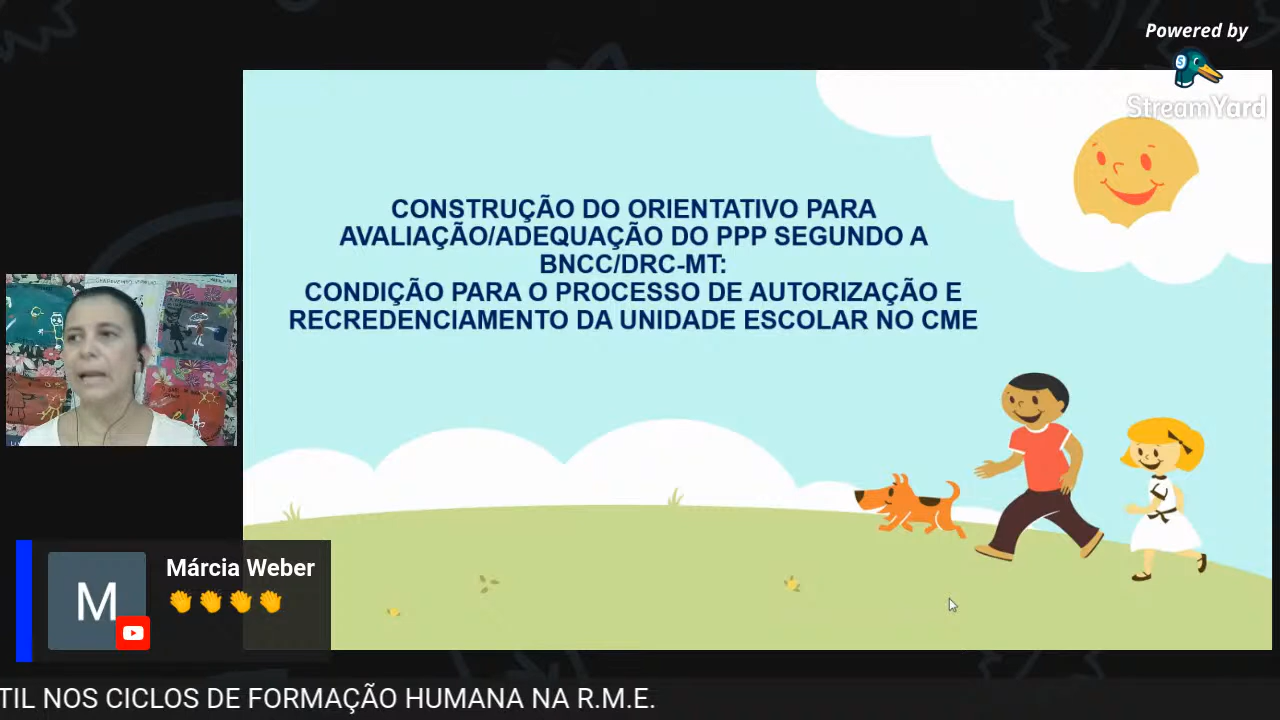 Powered by
StreamYard
CONSTRUÇÃO DO ORIENTATIVO PARA
AVALIAÇÃO/ADEQUAÇÃO DO PPP SEGUNDO A
BNCC/DRC-MT:
CONDIÇÃO PARA O PROCESSO DE AUTORIZAÇÃO E
RECREDENCIAMENTO DA UNIDADE ESCOLAR NO CME
M
Márcia Weber
👏👏👏👏
TIL NOS CICLOS DE FORMAÇÃO HUMANA NA R.M.E.